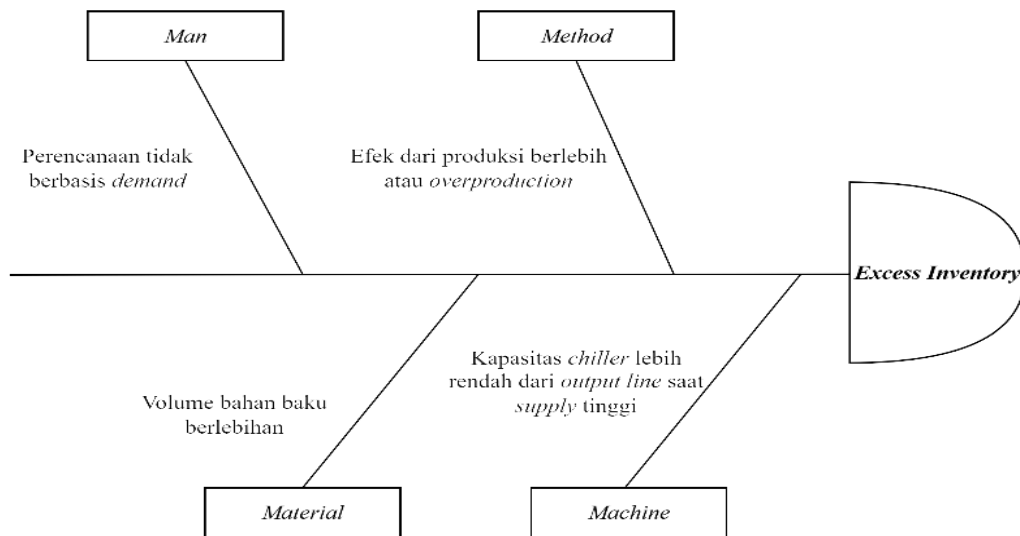 Man
Method
Perencanaan tidak
berbasis demand
Efek dari produksi berlebih
atau overproduction
Excess Inventory
Kapasitas chiller lebih
rendah dari output line saat
supply tinggi
Volume bahan baku
berlebihan
Material
Machine